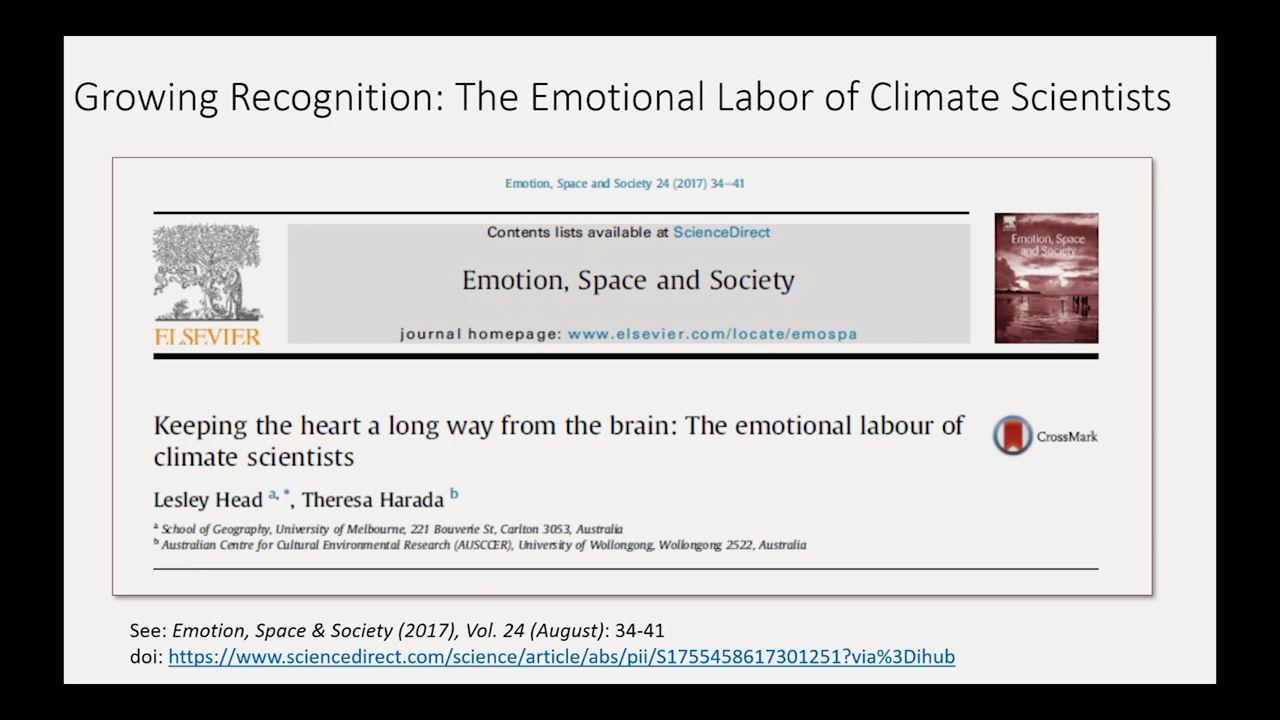 Growing Recognition: The Emotional Labor of Climate Scientists
Emotion, Space and Society 24 (2017) 34–41
Contents lists available at ScienceDirect
Emotion, Space and Society
journal homepage: www.elsevier.com/locate/emospa
ELSEVIER
Emotion, Space
and Society
Keeping the heart a long way from the brain: The emotional labour of
climate scientists
CrossMark
Lesley Head a, *, Theresa Harada b
a School of Geography, University of Melbourne, 221 Bouverie St, Carlton 3053, Australia
b Australian Centre for Cultural Environmental Research (AUSCCER), University of Wollongong, Wollongong 2522, Australia
See: Emotion, Space & Society (2017), Vol. 24 (August): 34-41
doi: https://www.sciencedirect.com/science/article/abs/pii/S1755458617301251?via%3Dihub